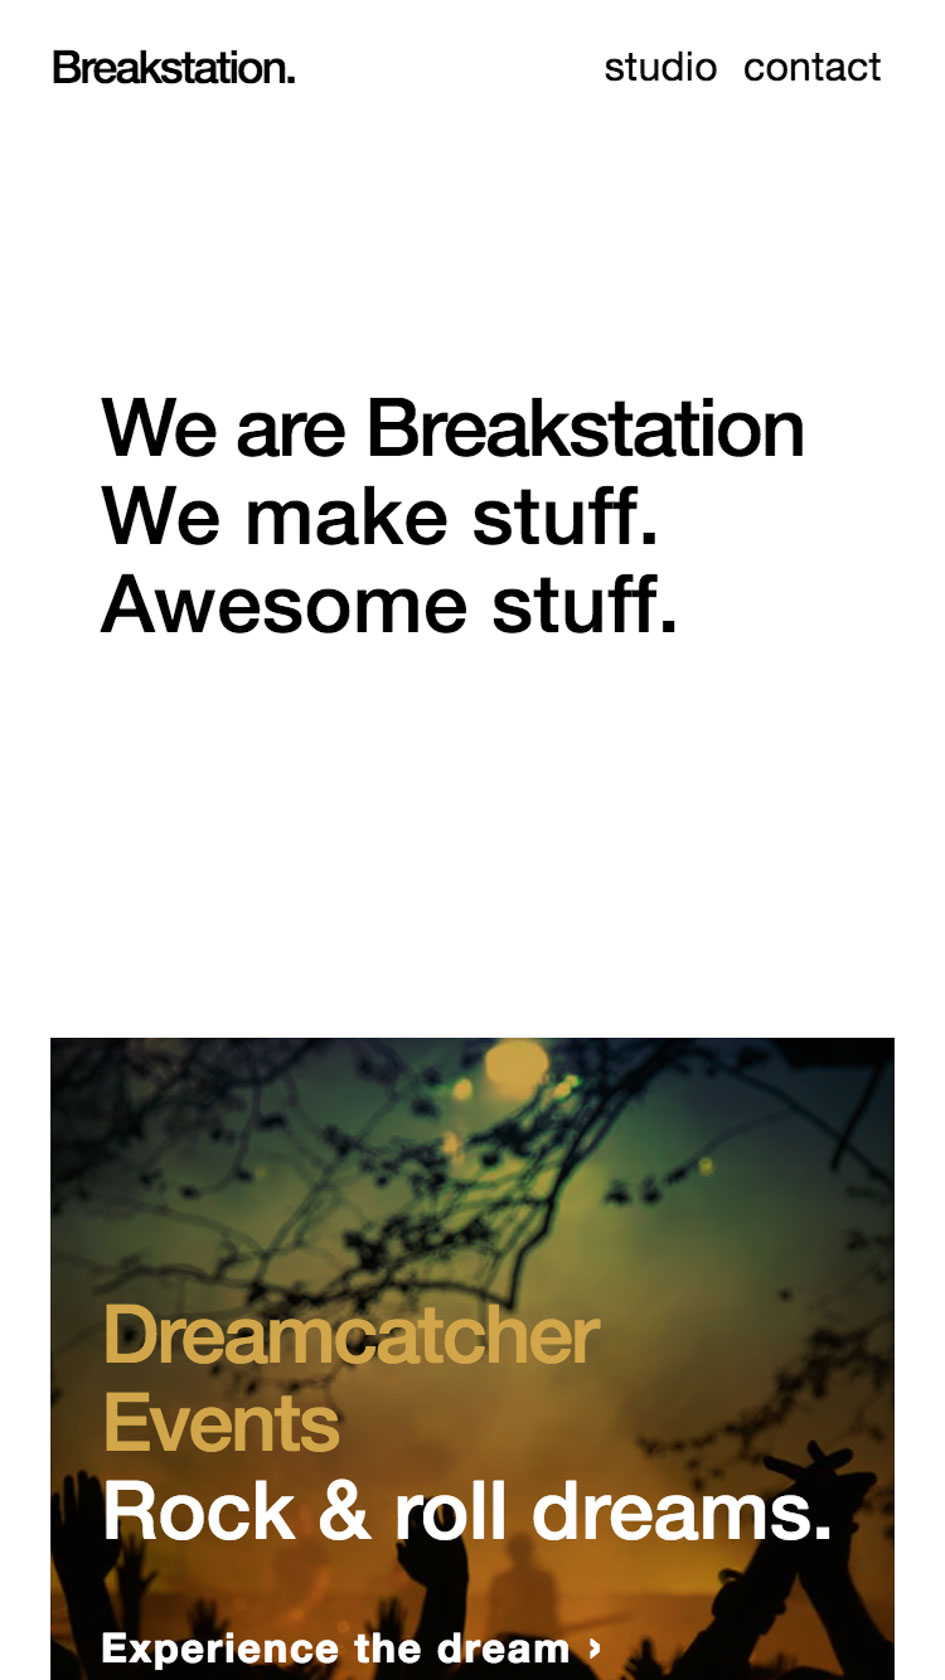 Breakstation.
studio contact
We are Breakstation
We make stuff.
Awesome stuff.
Dreamcatcher
Events
Rock & roll dreams.
Experience the dream ›